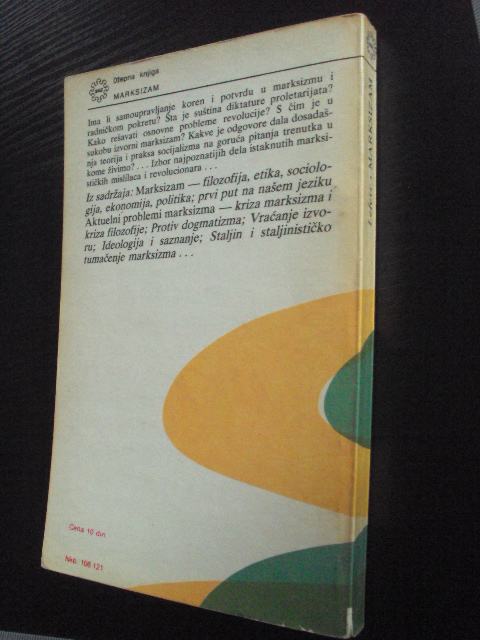 Džepna knjiga
MARKSIZAM
Ima li samoupravljanje koren i potvrdu u marksizmu i
radničkom pokretu? Šta je suština diktature proletarijata?
Kako rešavati osnovne probleme revolucije? S čim je u
sukobu izvorni marksizam? Kakve je odgovore dala dosadaš-
nja teorija i praksa socijalizma na goruća pitanja trenutka u
kome živimo? . . . Izbor najpoznatijih dela istaknutih marksi-
stičkih mislilaca i revolucionara . . .
Iz sadržaja: Marksizam — filozofija, etika, sociolo-
gija, ekonomija, politika; prvi put na našem jeziku
Aktuelni problemi marksizma — kriza marksizma i
kriza filozofije; Protiv dogmatizma; Vraćanje izvo-
ru; Ideologija i saznanje; Staljin i staljinističko
tumačenje marksizma . . .
Cena 10 din
Neb. 106 121
MARKSIZAM